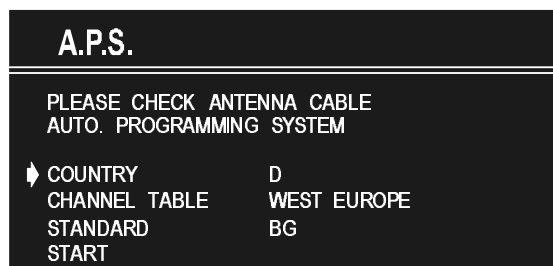 A.P.S.
PLEASE CHECK ANTENNA CABLE
AUTO. PROGRAMMING SYSTEM
COUNTRY D
CHANNEL TABLE WEST EUROPE
STANDARD BG
START